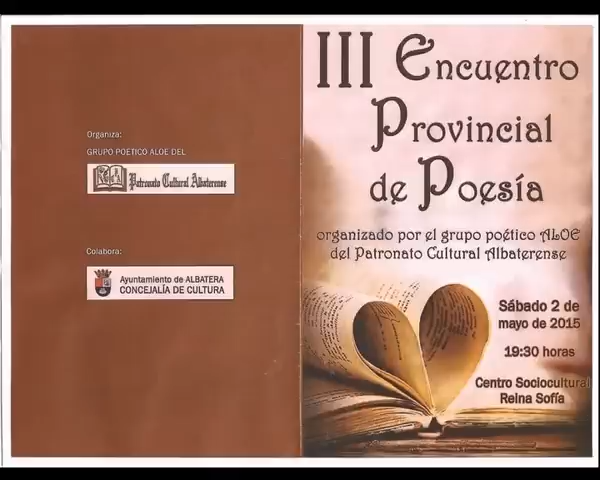 Organiza:
GRUPO POÉTICO ALOE DEL
Patronato Cultural Albaterense
Colabora:
Ayuntamiento de ALBATERA
CONCEJALÍA DE CULTURA
III Encuentro
Provincial
de Poesía
organizado por el grupo poético ALOE
del Patronato Cultural Albaterense
Sábado 2 de
mayo de 2015
19:30 horas
Centro Sociocultural
Reina Sofía